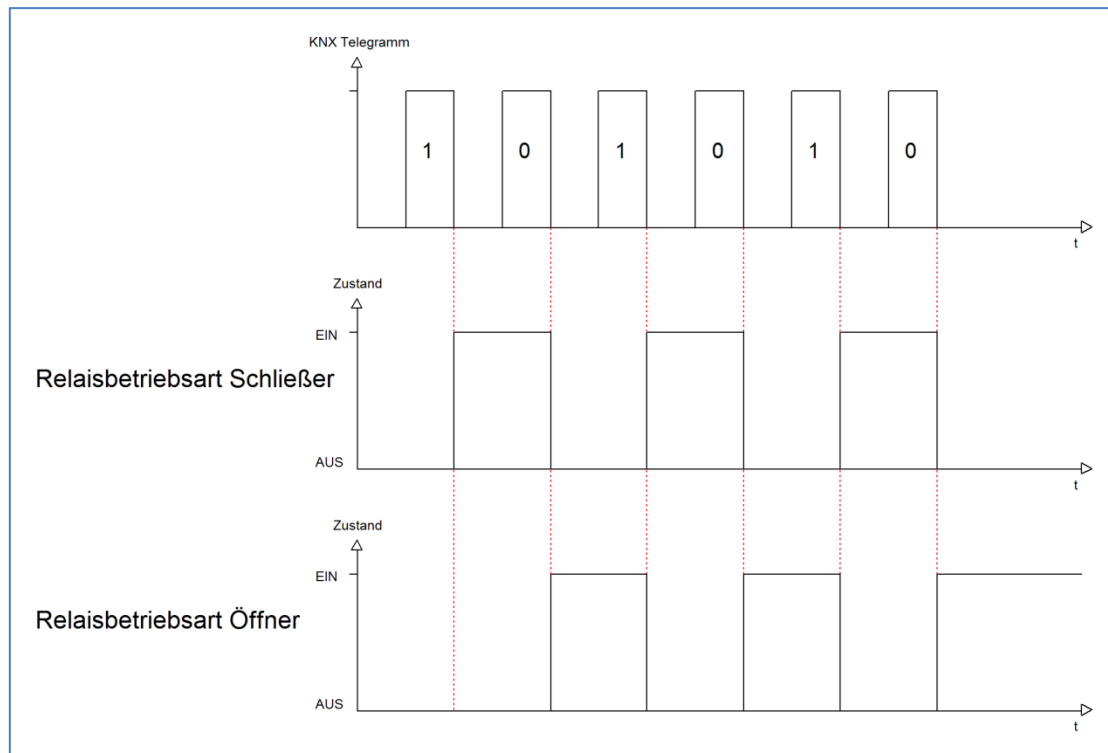 KNX Telegramm
1 0 1 0 1 0
t
Zustand
EIN
Relaisbetriebsart Schließer
AUS
t
Zustand
EIN
Relaisbetriebsart Öffner
AUS
t